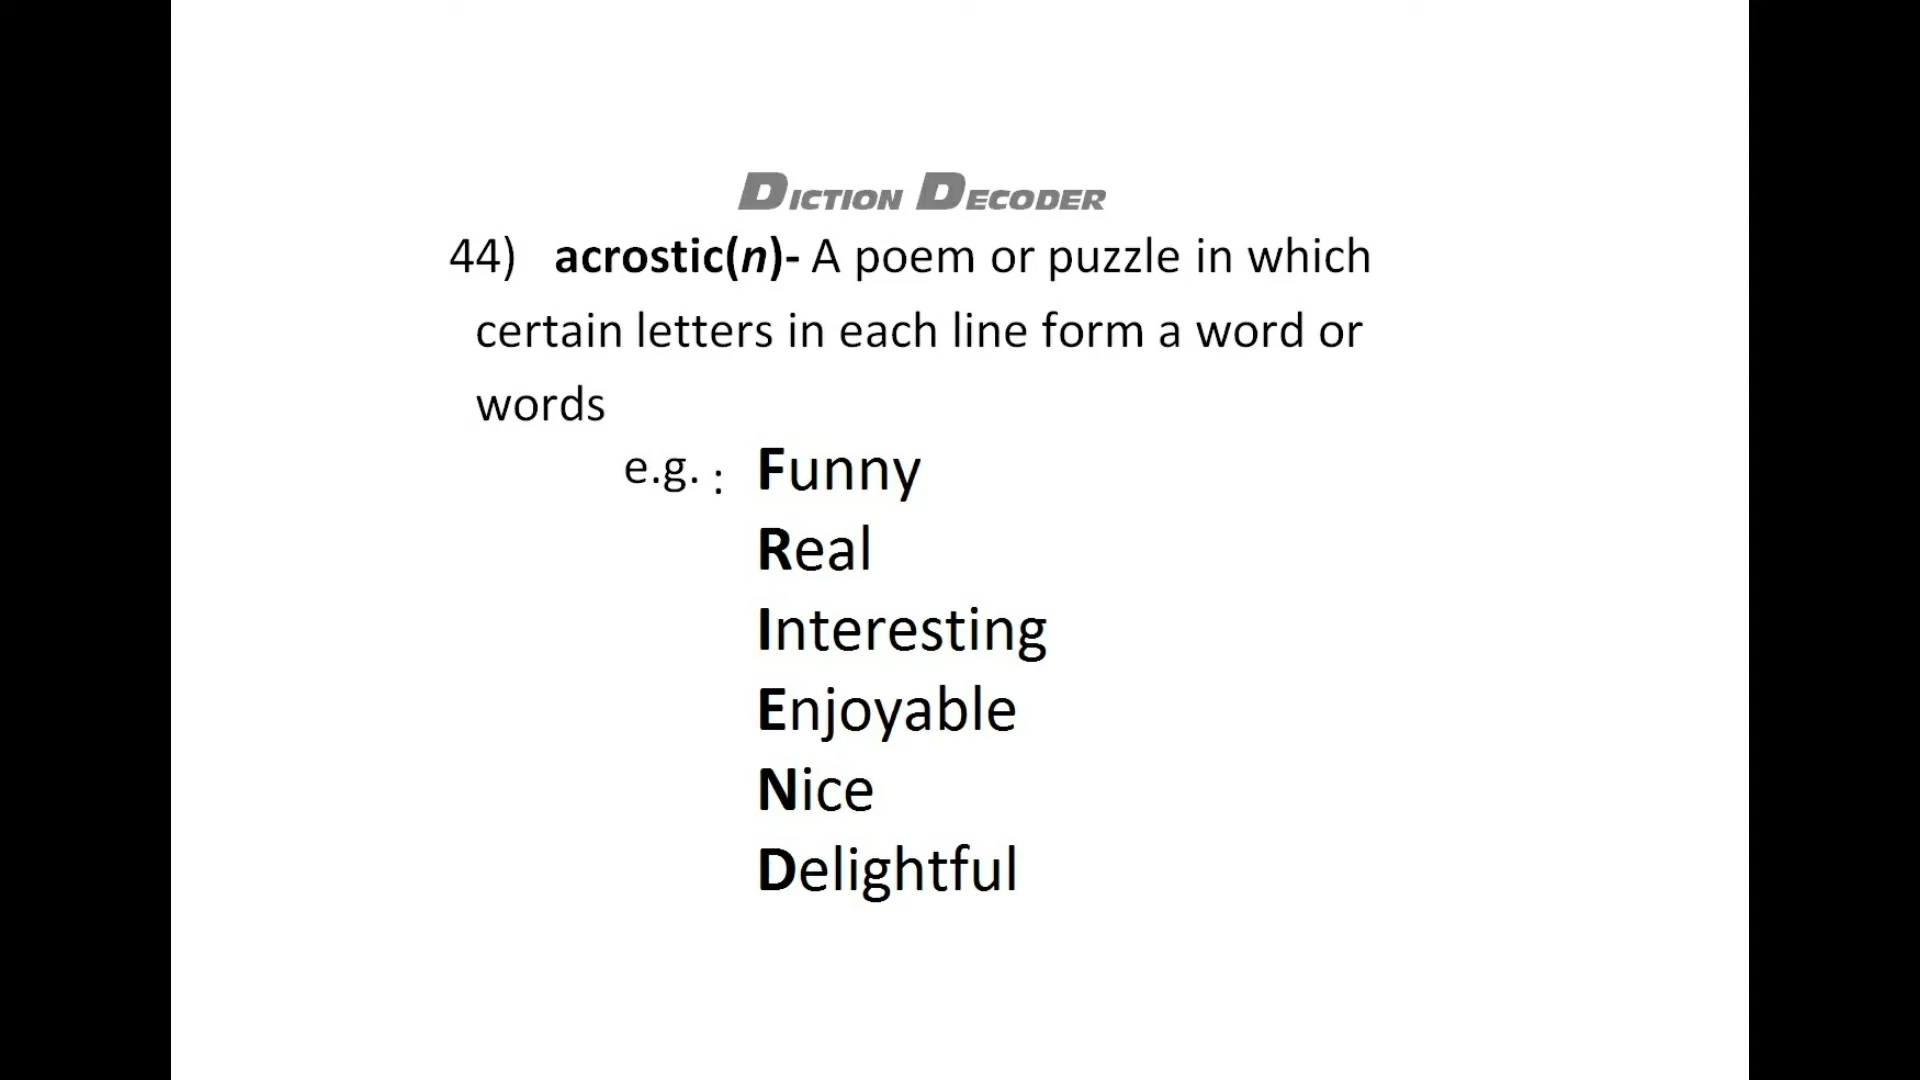 DICTION DECODER
44) acrostic(n)- A poem or puzzle in which
certain letters in each line form a word or
words
e.g. : Funny
Real
Interesting
Enjoyable
Nice
Delightful